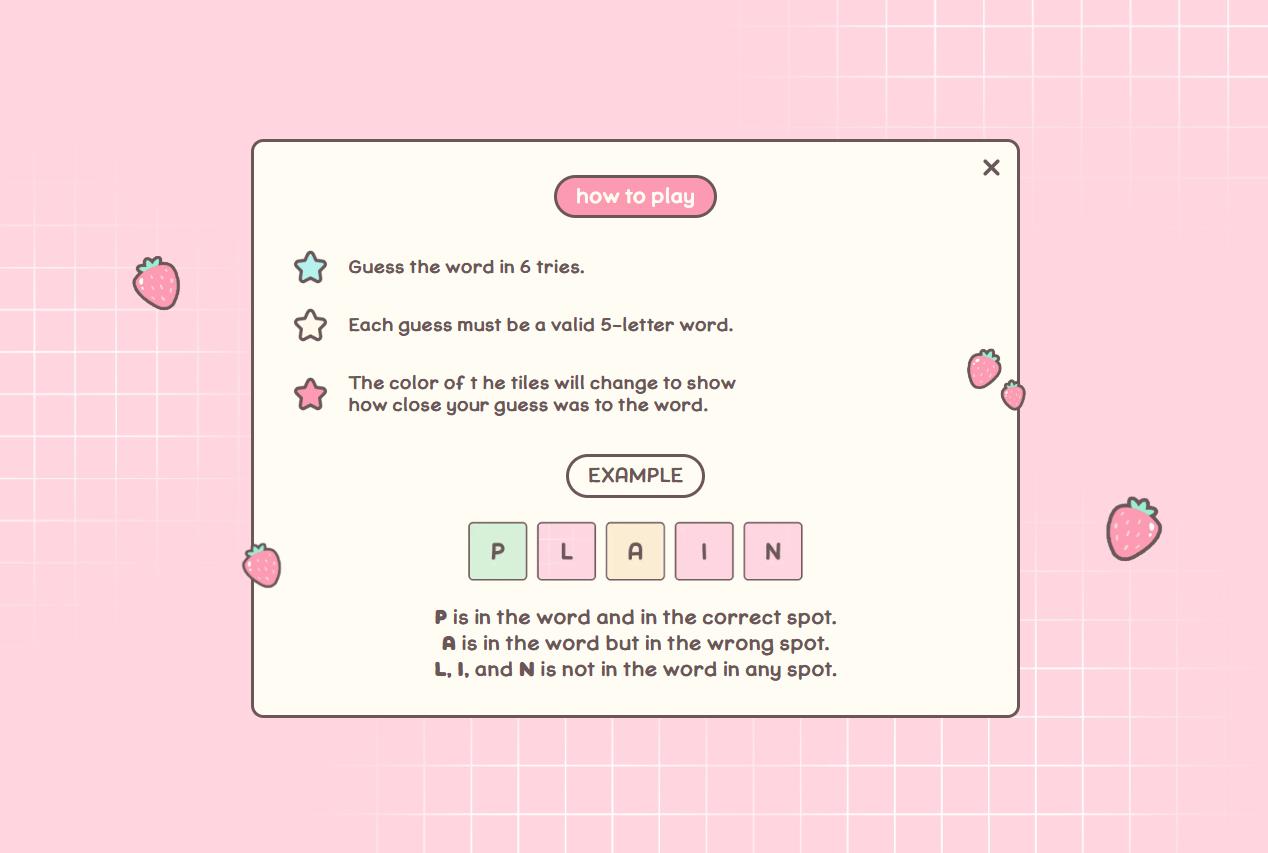 how to play
Guess the word in 6 tries.
Each guess must be a valid 5-letter word.
The color of t he tiles will change to show
how close your guess was to the word.
EXAMPLE
P L A I N
P is in the word and in the correct spot.
A is in the word but in the wrong spot.
L, I, and N is not in the word in any spot.